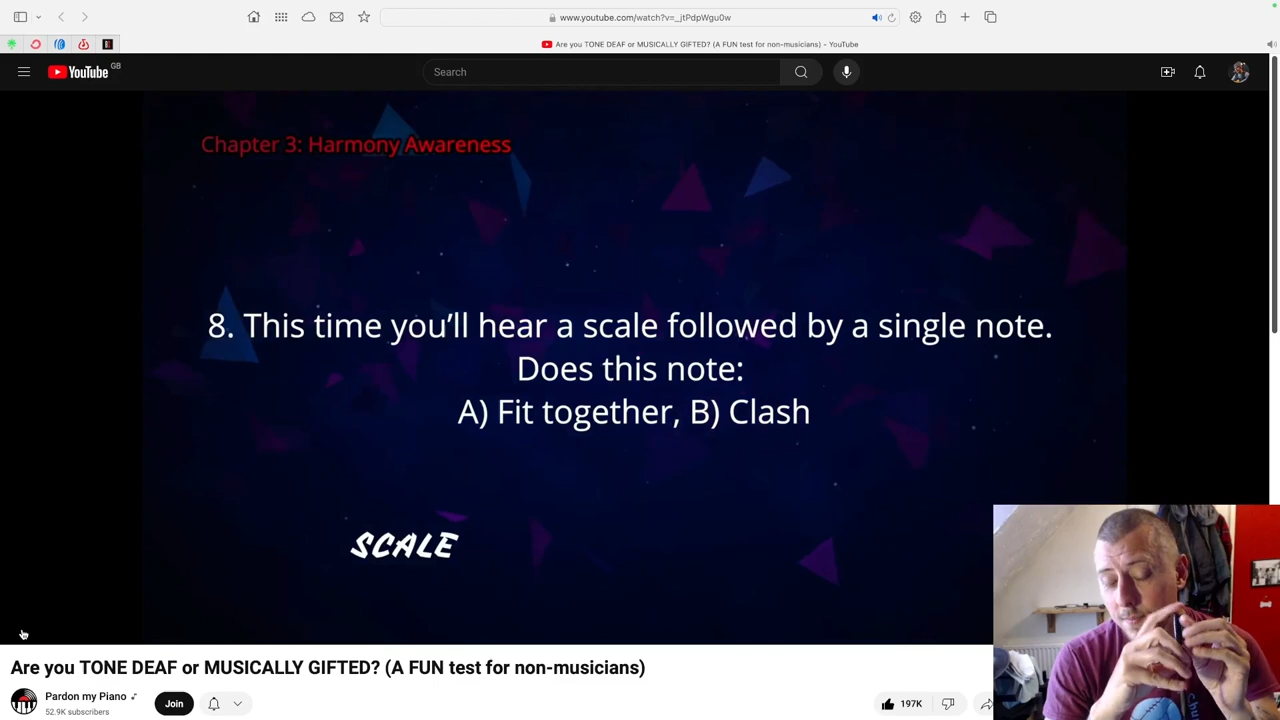 www.youtube.com/watch?v=_jtPdpWgu0w
Are you TONE DEAF or MUSICALLY GIFTED? (A FUN test for non-musicians) - YouTube
YouTube GB
Search
Chapter 3: Harmony Awareness
8. This time you’ll hear a scale followed by a single note.
Does this note:
A) Fit together, B) Clash
SCALE
Are you TONE DEAF or MUSICALLY GIFTED? (A FUN test for non-musicians)
Pardon my Piano
52.9K subscribers
Join
197K